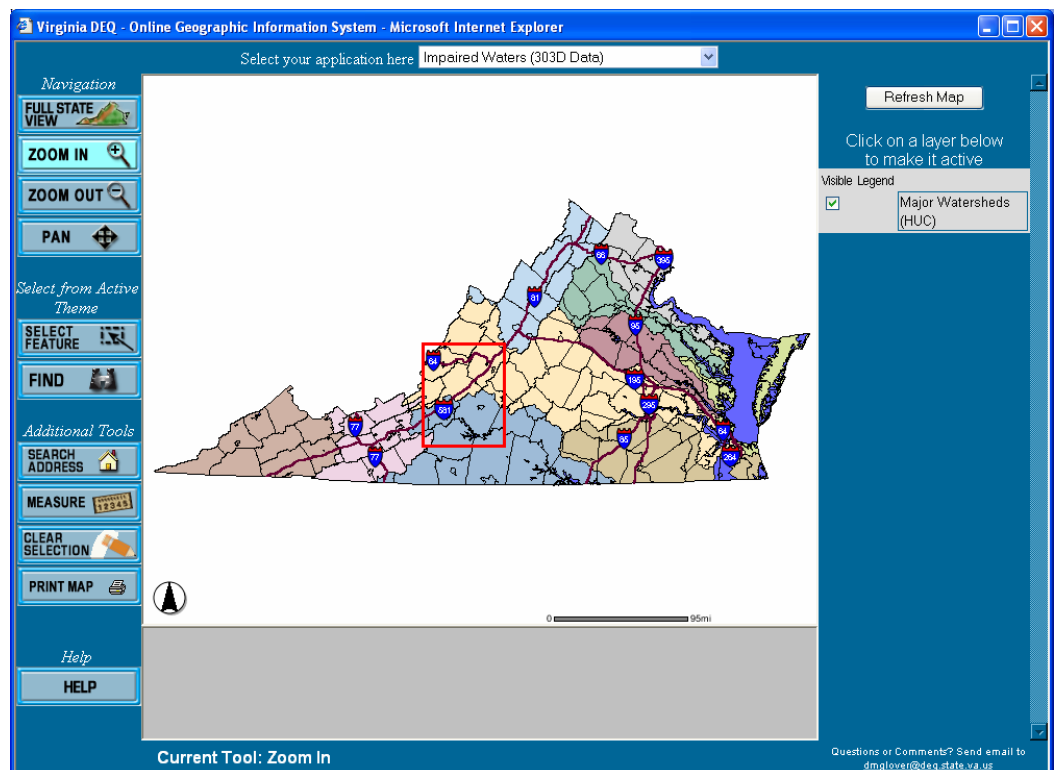 Virginia DEQ - Online Geographic Information System - Microsoft Internet Explorer
Select your application here Impaired Waters (303D Data)
Navigation
FULL STATE
VIEW
ZOOM IN
ZOOM OUT
PAN
Select from Active
Theme
SELECT
FEATURE
FIND
Additional Tools
SEARCH
ADDRESS
MEASURE 12345
CLEAR
SELECTION
PRINT MAP
Help
HELP
66
395
81
95
64
195
581
295
77
85
64
77
264
0 95mi
Refresh Map
Click on a layer below
to make it active
Visible Legend
Major Watersheds
(HUC)
Current Tool: Zoom In
Questions or Comments? Send email to
dmglover@deq.state.va.us